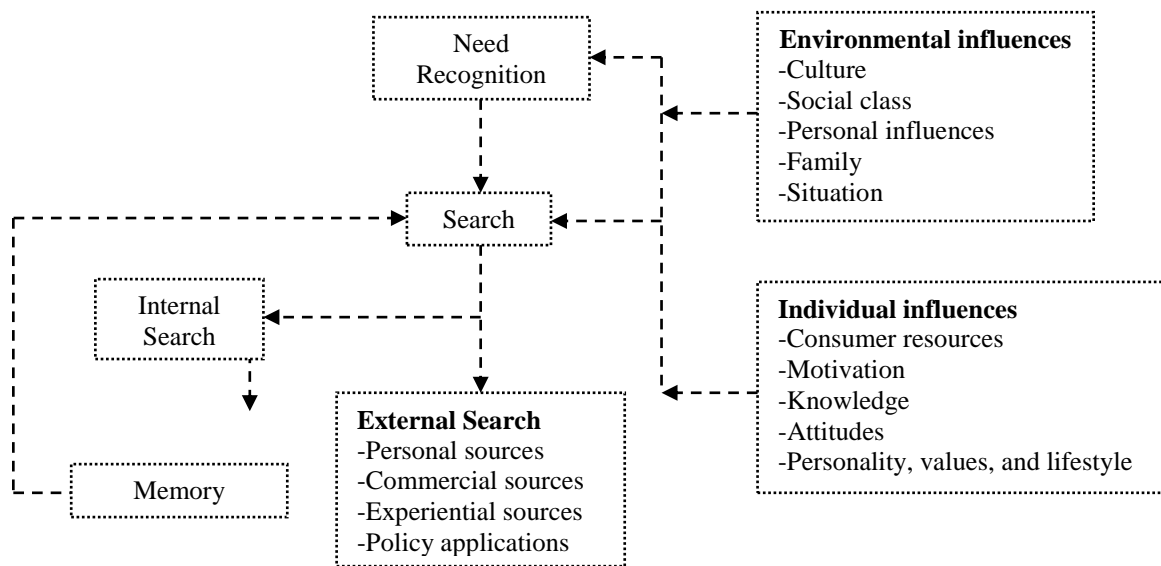 Need
Recognition
Environmental influences
-Culture
-Social class
-Personal influences
-Family
-Situation
Search
Internal
Search
Individual influences
-Consumer resources
-Motivation
-Knowledge
-Attitudes
-Personality, values, and lifestyle
External Search
-Personal sources
-Commercial sources
-Experiential sources
-Policy applications
Memory